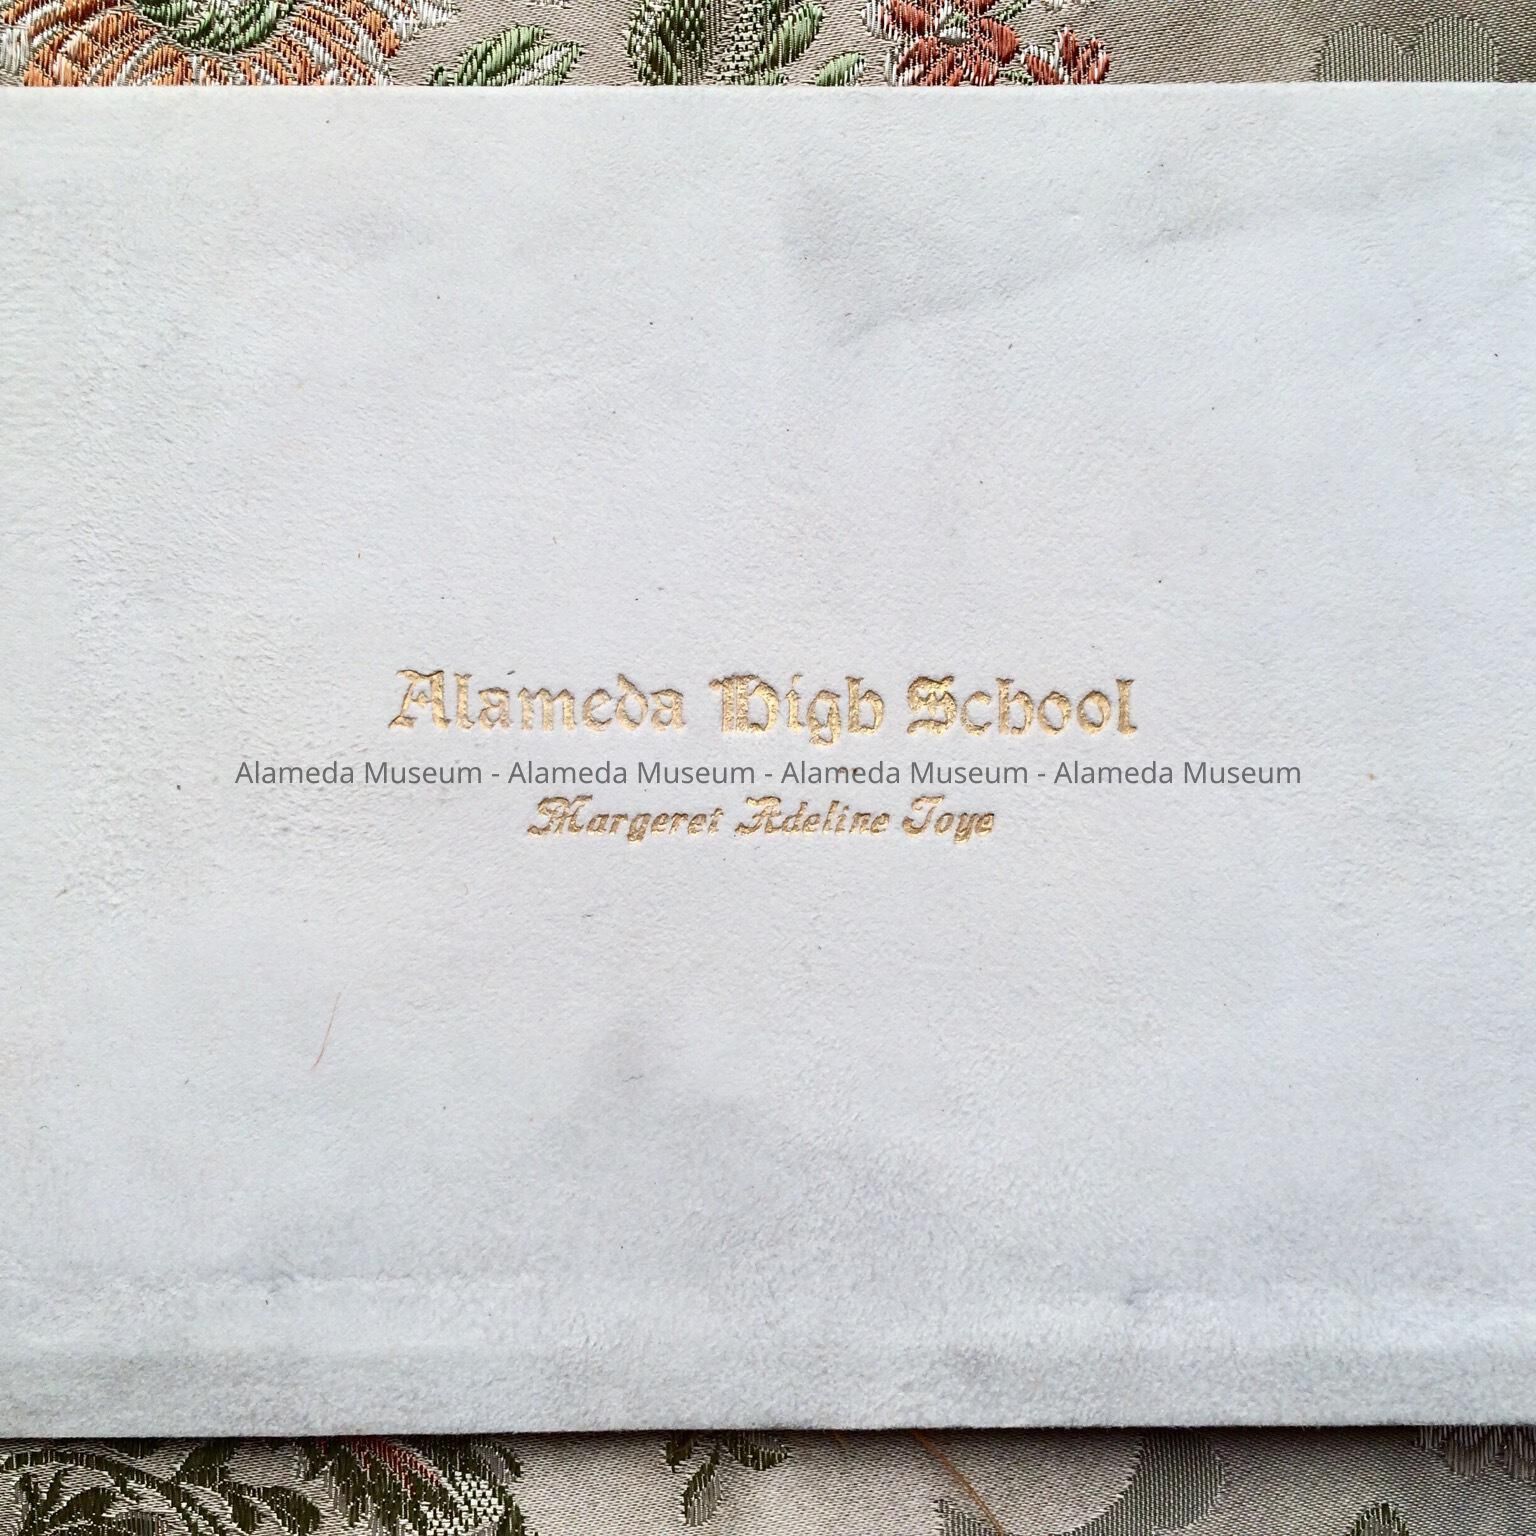 Alameda High School
Alameda Museum - Alameda Museum - Alameda Museum - Alameda Museum
Margeret Adeline Toye